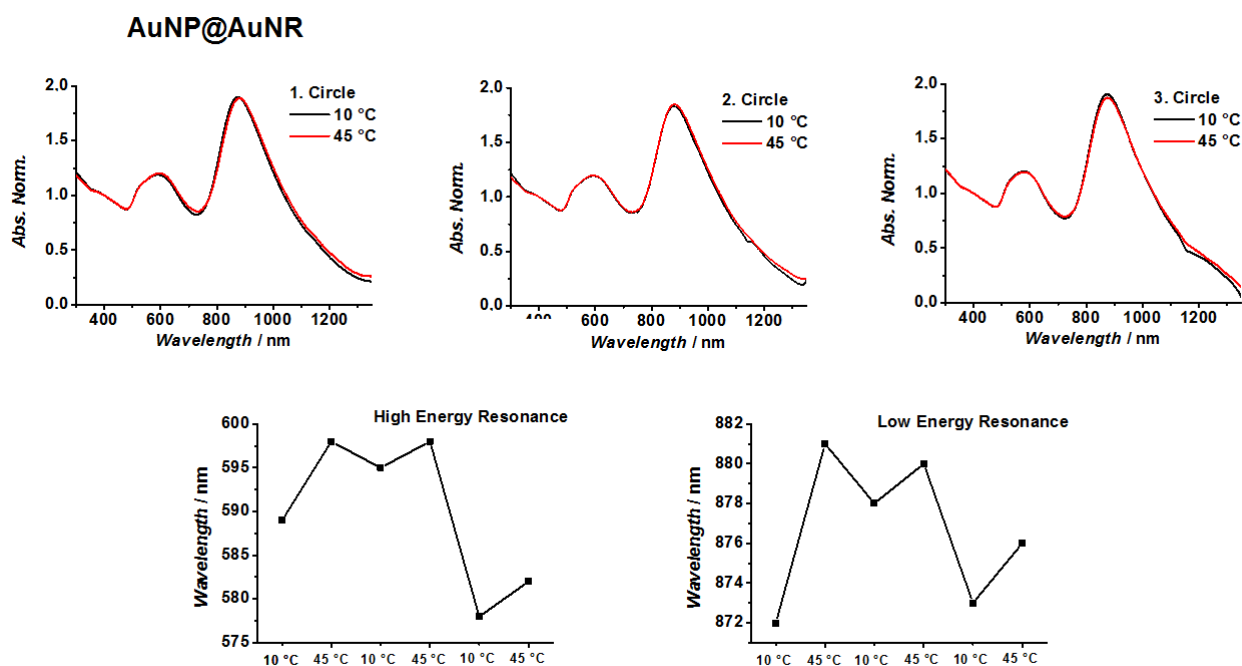 AuNP@AuNR
2.0
1.5
1.0
0.5
0.0
Abs. Norm.
400 600 800 1000 1200
Wavelength / nm
1. Circle
10 °C
45 °C
2.0
1.5
1.0
0.5
0.0
Abs. Norm.
400 600 800 1000 1200
Wavelength / nm
2. Circle
10 °C
45 °C
2.0
1.5
1.0
0.5
0.0
Abs. Norm.
400 600 800 1000 1200
Wavelength / nm
3. Circle
10 °C
45 °C
High Energy Resonance
600
595
590
585
580
575
Wavelength / nm
10 °C 45 °C 10 °C 45 °C 10 °C 45 °C
Low Energy Resonance
882
880
878
876
874
872
Wavelength / nm
10 °C 45 °C 10 °C 45 °C 10 °C 45 °C